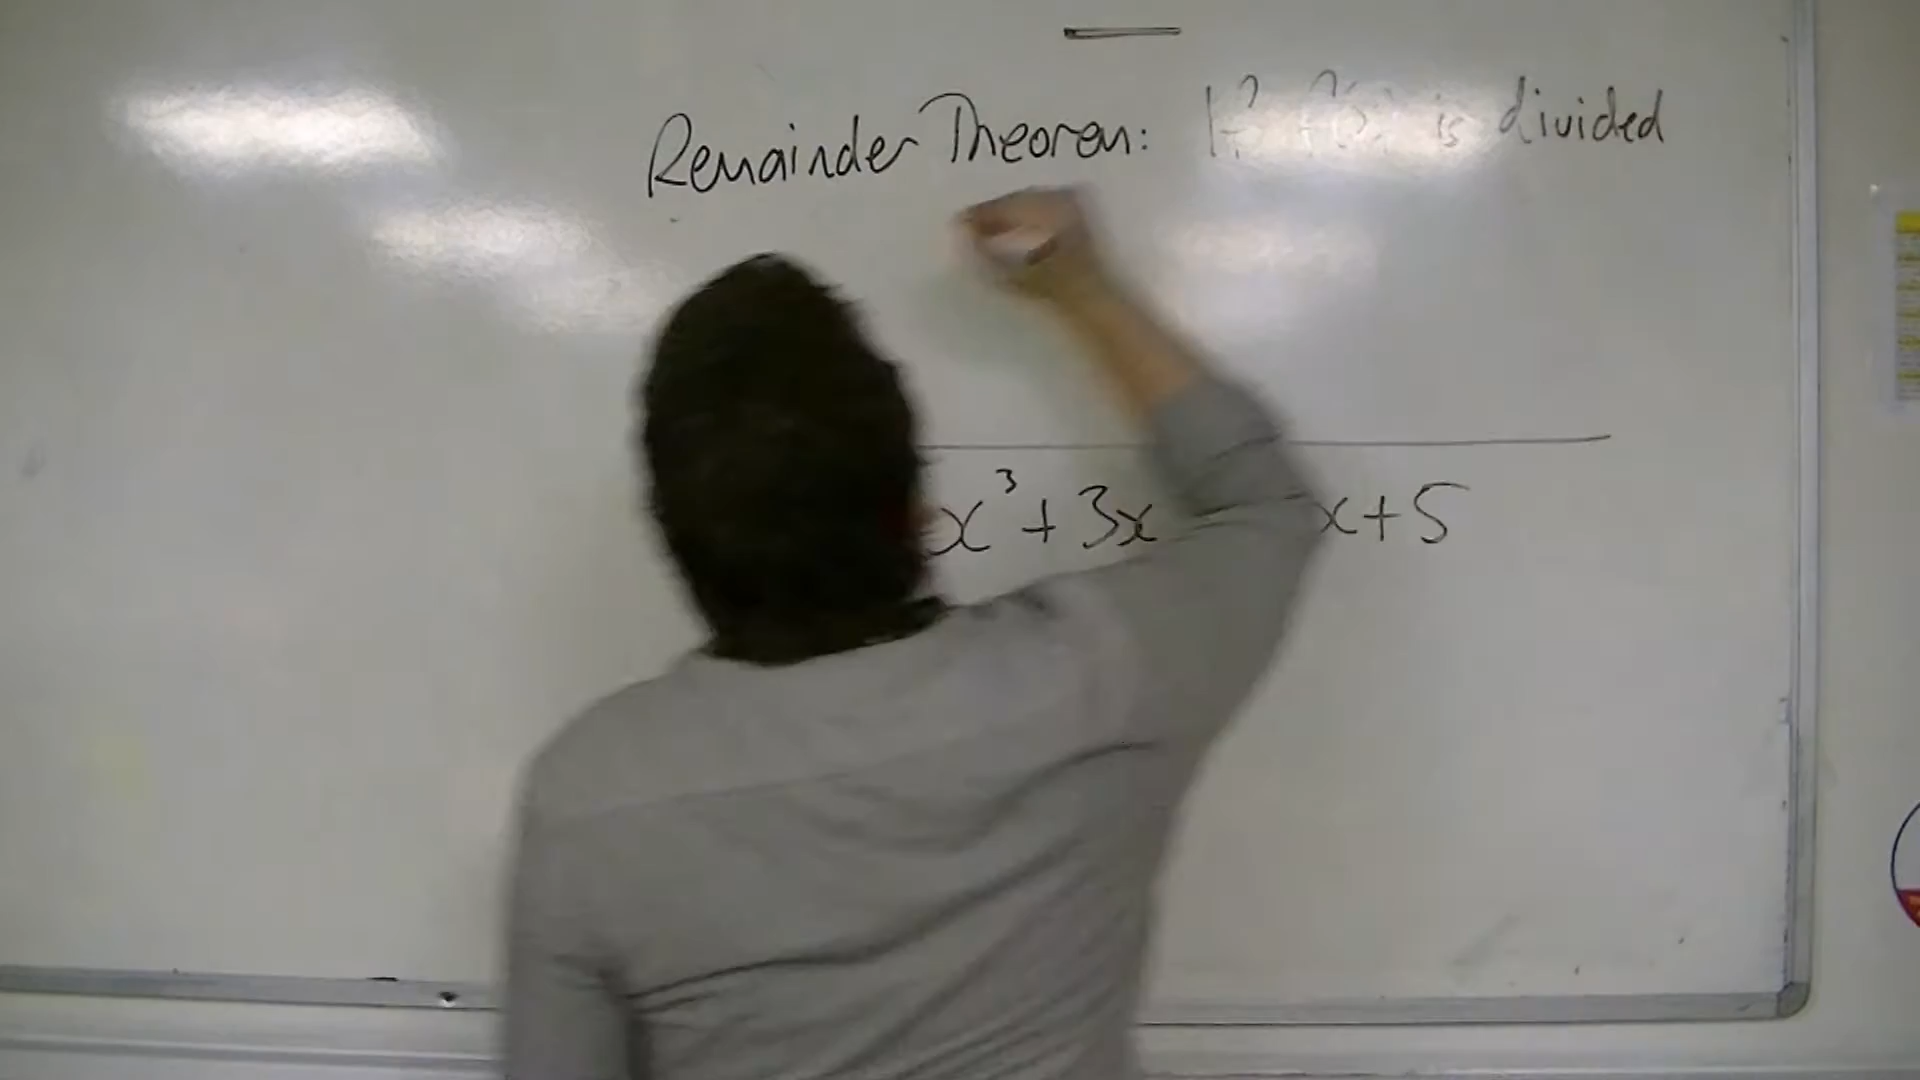 Remainder Theorem: If f(x) is divided
x³ + 3x x + 5